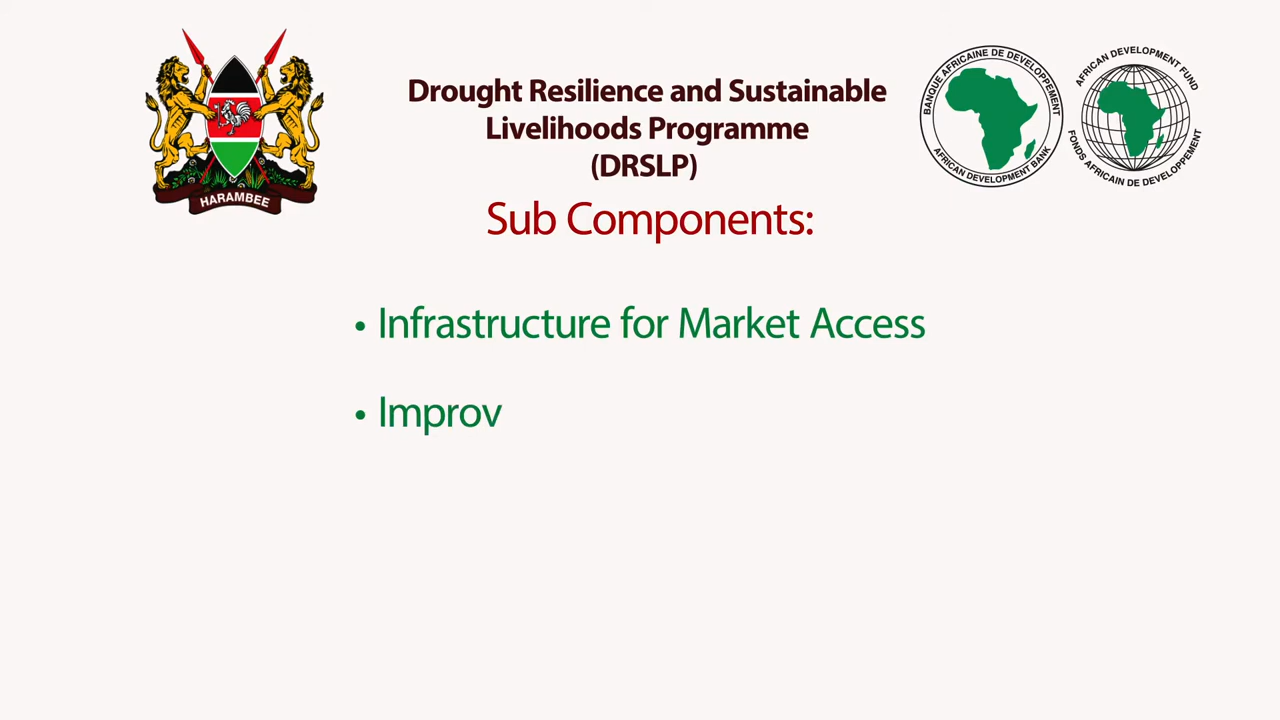 HARAMBEE
Drought Resilience and Sustainable
Livelihoods Programme
(DRSLP)
BANQUE AFRICAINE DE DEVELOPPEMENT
AFRICAN DEVELOPMENT BANK
AFRICAN DEVELOPMENT FUND
FONDS AFRICAIN DE DEVELOPPEMENT
Sub Components:
• Infrastructure for Market Access
• Improv